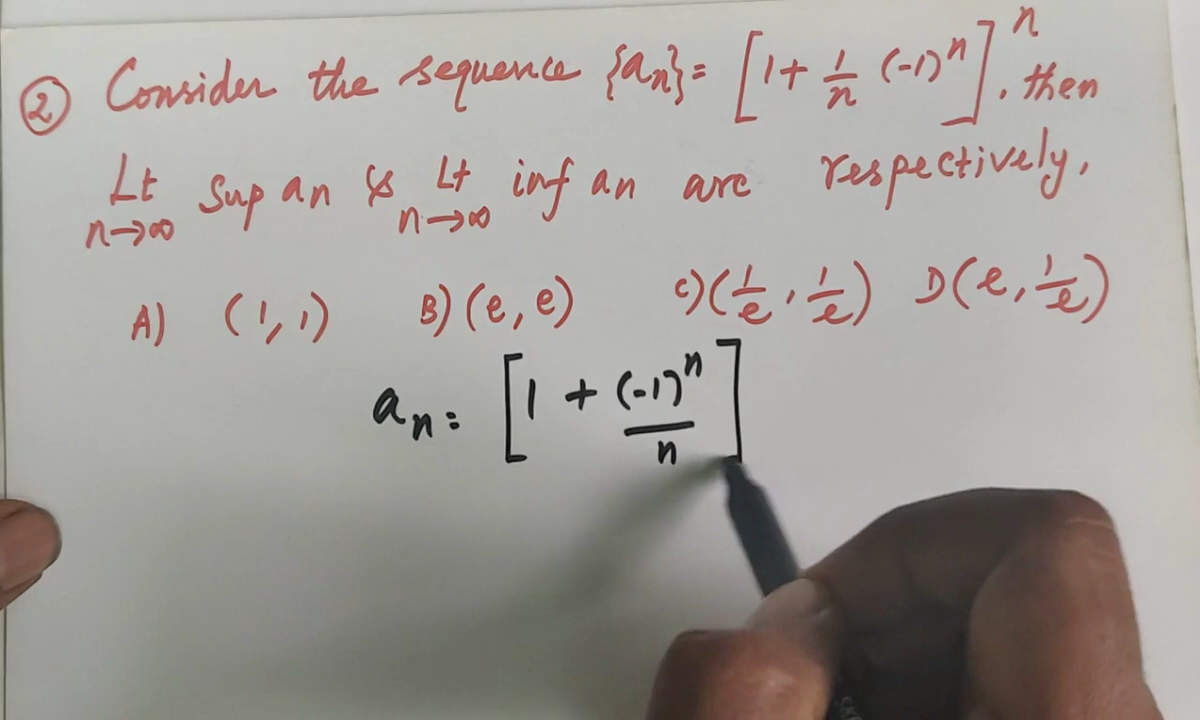 ② Consider the sequence {an} = [1 + 1/n (-1)^n]^n, then
Lt n→∞ Sup an & Lt n→∞ inf an are respectively,
A) (1, 1) B) (e, e) c) (1/e, 1/e) D (e, 1/e)
an = [1 + (-1)^n/n]